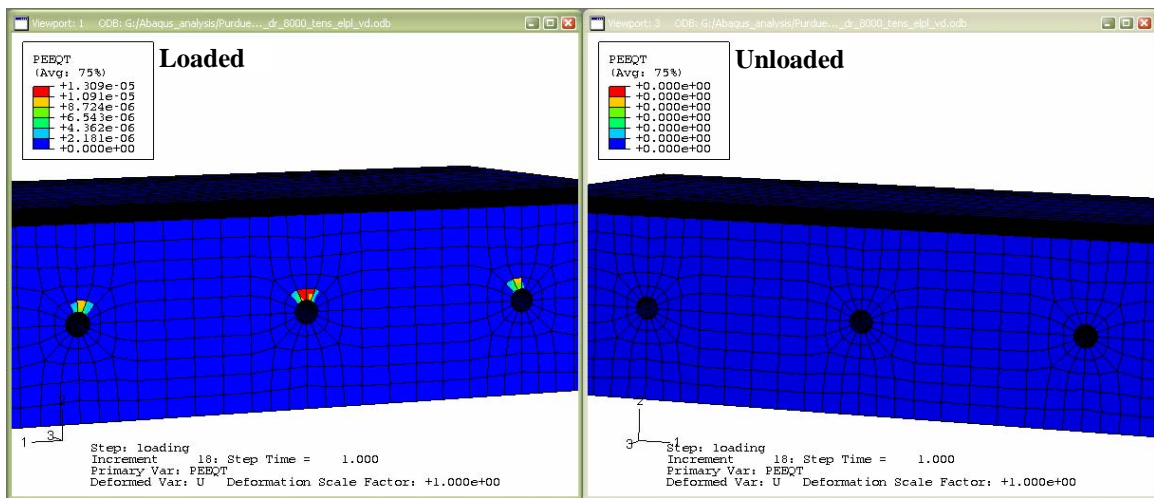 Viewport: 1 ODB: G:/Abaqus_analysis/Purdue..._dr_8000_tens_elpl_vd.odb
PEEQT
(Avg: 75%)
+1.309e-05
+1.091e-05
+8.724e-06
+6.543e-06
+4.362e-06
+2.181e-06
+0.000e+00
Loaded
1
3
Step: loading
Increment 18: Step Time = 1.000
Primary Var: PEEQT
Deformed Var: U Deformation Scale Factor: +1.000e+00
Viewport: 3 ODB: G:/Abaqus_analysis/Purdue..._dr_8000_tens_elpl_vd.odb
PEEQT
(Avg: 75%)
+0.000e+00
+0.000e+00
+0.000e+00
+0.000e+00
+0.000e+00
+0.000e+00
+0.000e+00
Unloaded
2
3
1
Step: loading
Increment 18: Step Time = 1.000
Primary Var: PEEQT
Deformed Var: U Deformation Scale Factor: +1.000e+00